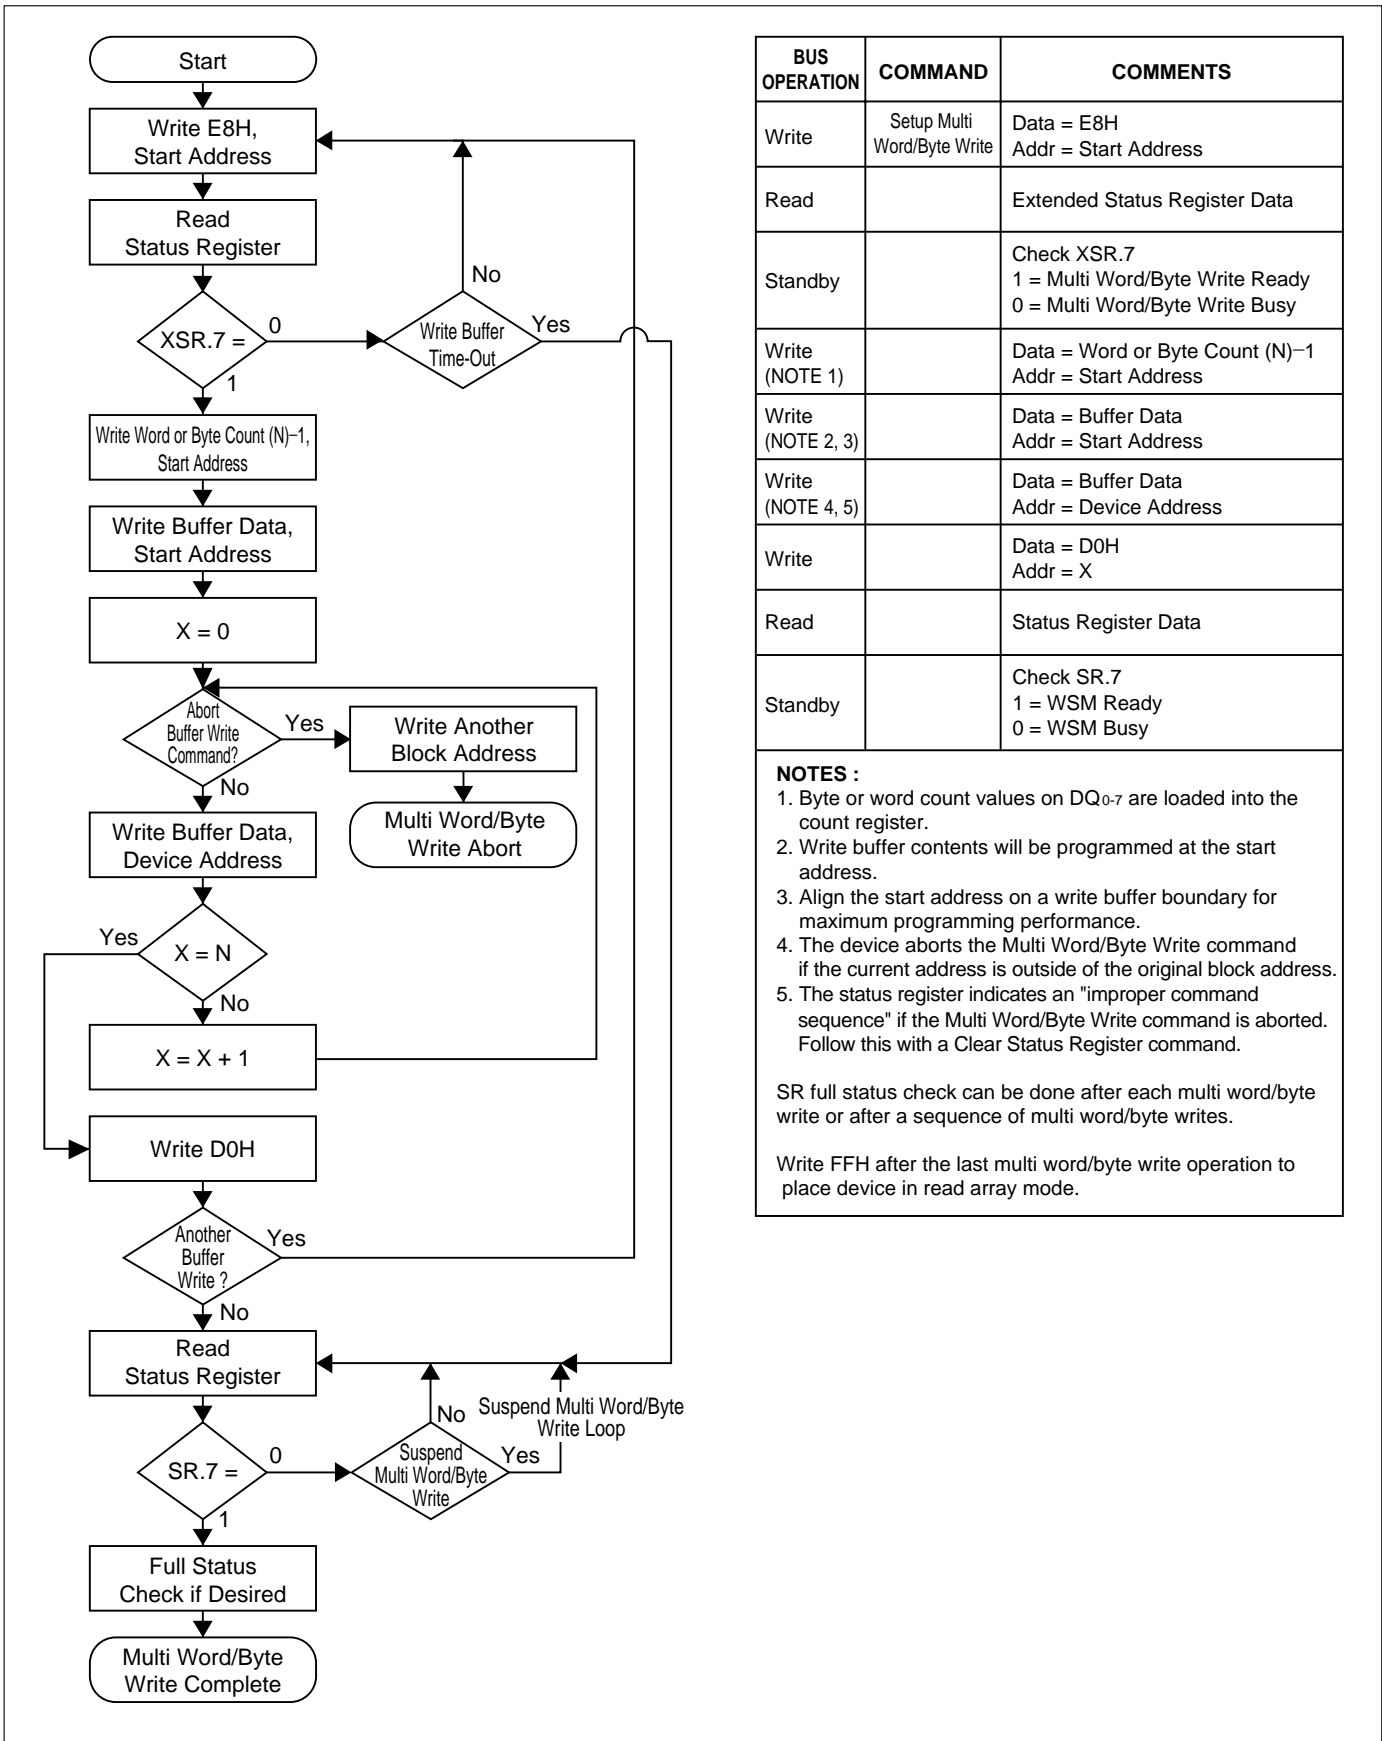 Start
Write E8H,
Start Address
Read
Status Register
XSR.7 =
0
1
Write Buffer
Time-Out
No
Yes
Write Word or Byte Count (N)–1,
Start Address
Write Buffer Data,
Start Address
X = 0
Abort
Buffer Write
Command?
Yes
No
Write Another
Block Address
Multi Word/Byte
Write Abort
Write Buffer Data,
Device Address
X = N
Yes
No
X = X + 1
Write D0H
Another
Buffer
Write ?
Yes
No
Read
Status Register
SR.7 =
0
1
Suspend
Multi Word/Byte
Write
No
Yes
Suspend Multi Word/Byte
Write Loop
Full Status
Check if Desired
Multi Word/Byte
Write Complete
BUS
OPERATION
COMMAND
COMMENTS
Write
Setup Multi
Word/Byte Write
Data = E8H
Addr = Start Address
Read
Extended Status Register Data
Standby
Check XSR.7
1 = Multi Word/Byte Write Ready
0 = Multi Word/Byte Write Busy
Write
(NOTE 1)
Data = Word or Byte Count (N)–1
Addr = Start Address
Write
(NOTE 2, 3)
Data = Buffer Data
Addr = Start Address
Write
(NOTE 4, 5)
Data = Buffer Data
Addr = Device Address
Write
Data = D0H
Addr = X
Read
Status Register Data
Standby
Check SR.7
1 = WSM Ready
0 = WSM Busy
NOTES :
1. Byte or word count values on DQ0-7 are loaded into the
count register.
2. Write buffer contents will be programmed at the start
address.
3. Align the start address on a write buffer boundary for
maximum programming performance.
4. The device aborts the Multi Word/Byte Write command
if the current address is outside of the original block address.
5. The status register indicates an "improper command
sequence" if the Multi Word/Byte Write command is aborted.
Follow this with a Clear Status Register command.
SR full status check can be done after each multi word/byte
write or after a sequence of multi word/byte writes.
Write FFH after the last multi word/byte write operation to
place device in read array mode.